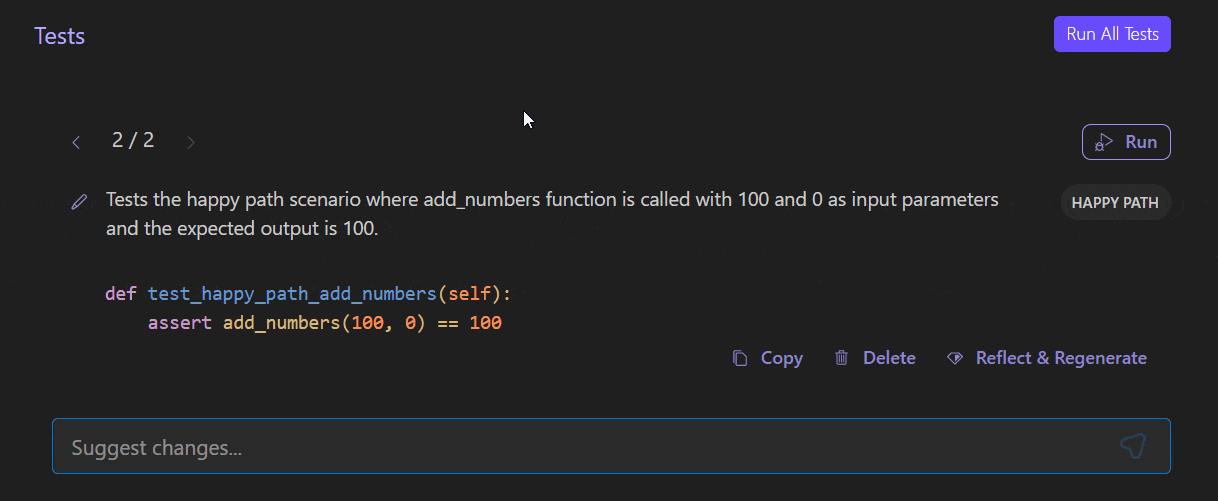 Tests
Run All Tests
2 / 2
Run
Tests the happy path scenario where add_numbers function is called with 100 and 0 as input parameters
and the expected output is 100.
HAPPY PATH
def test_happy_path_add_numbers(self):
    assert add_numbers(100, 0) == 100
Copy
Delete
Reflect & Regenerate
Suggest changes...